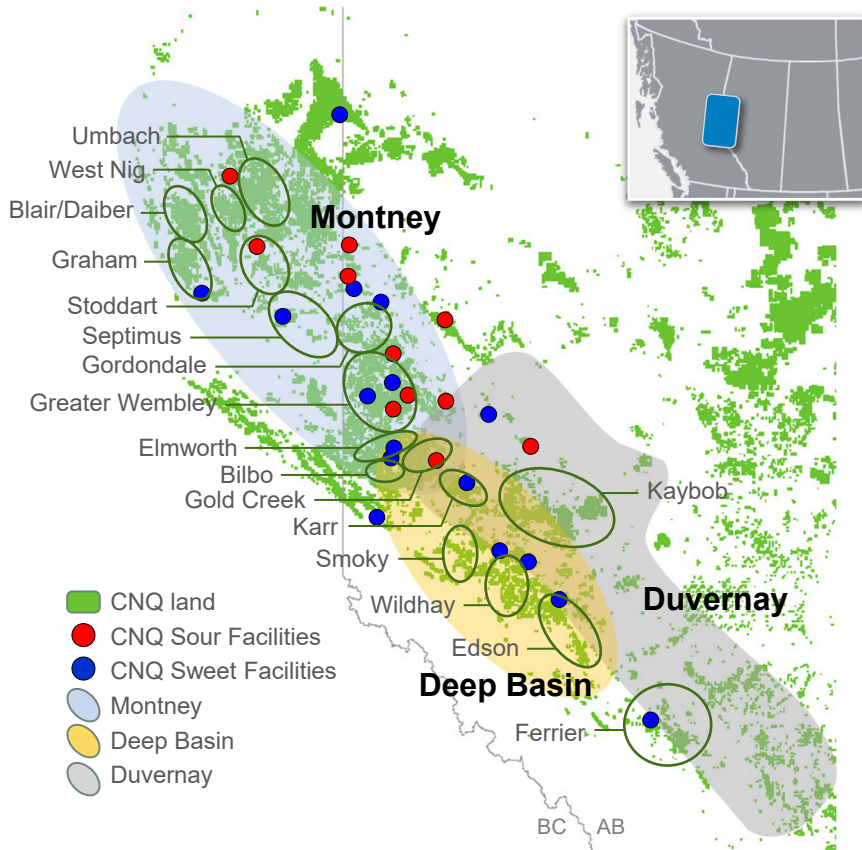 Umbach
West Nig
Blair/Daiber
Montney
Graham
Stoddart
Septimus
Gordondale
Greater Wembley
Elmworth
Bilbo
Gold Creek
Kaybob
Karr
Smoky
Wildhay
Duvernay
Edson
Deep Basin
Ferrier
CNQ land
CNQ Sour Facilities
CNQ Sweet Facilities
Montney
Deep Basin
Duvernay
BC AB